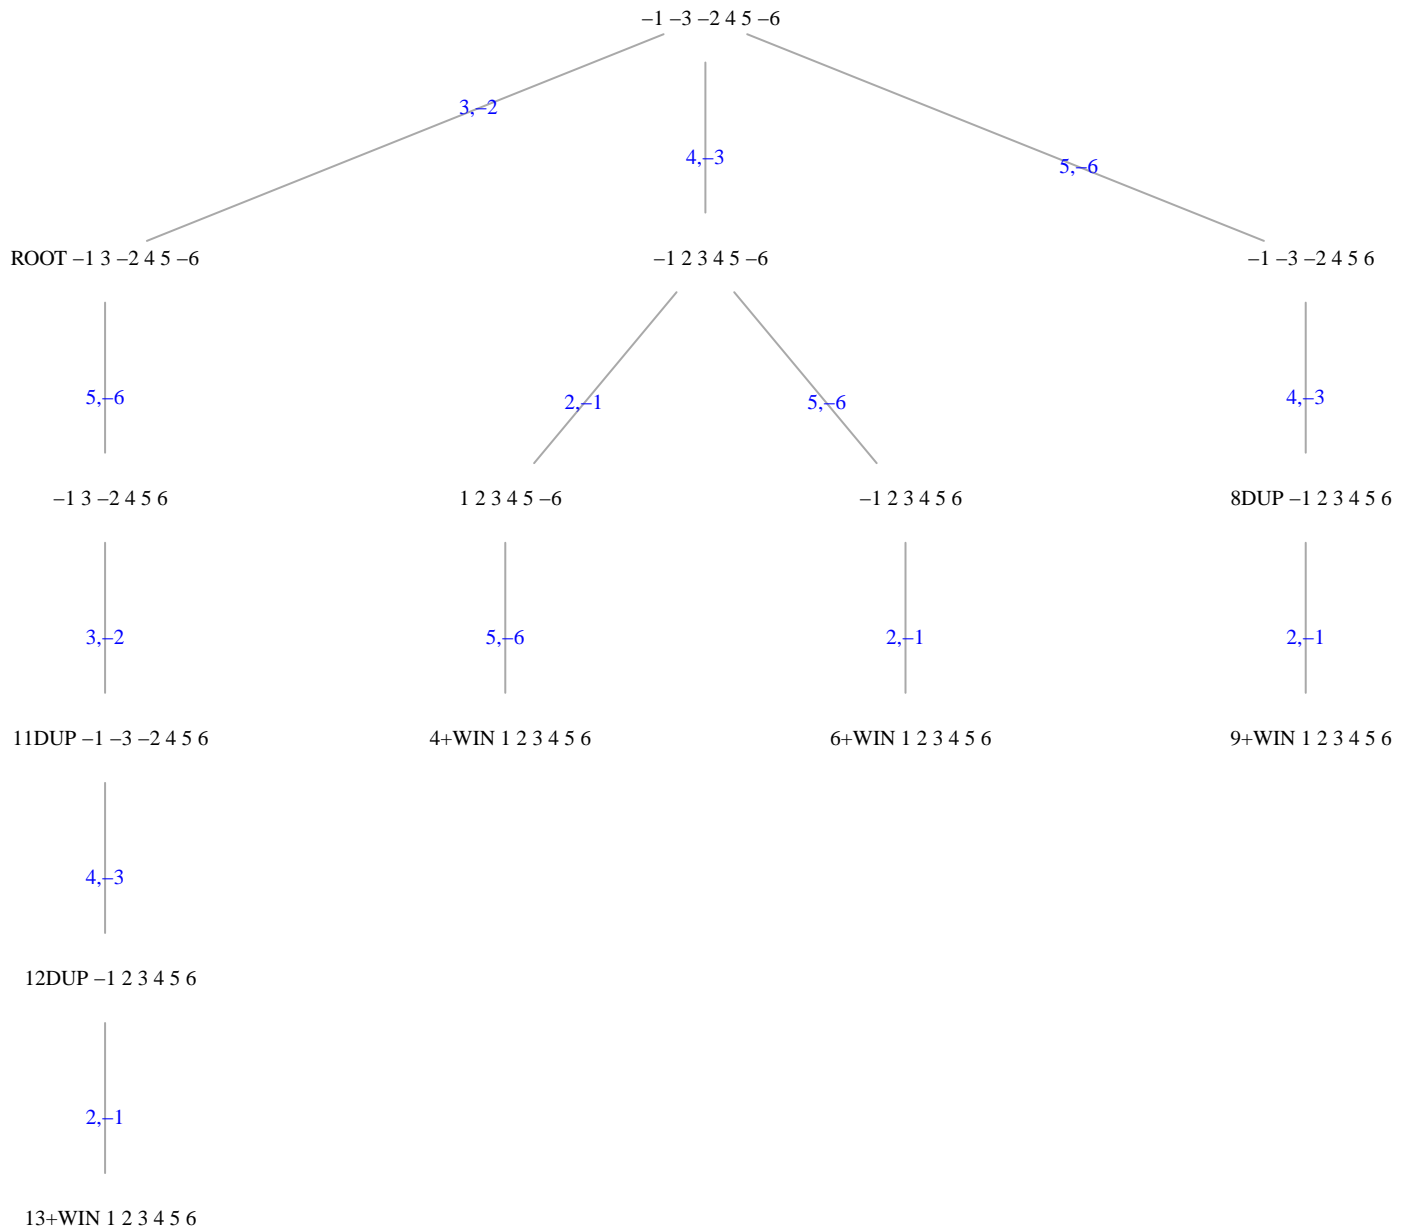 –1 –3 –2 4 5 –6
3,–2
4,–3
5,–6
ROOT –1 3 –2 4 5 –6
–1 2 3 4 5 –6
–1 –3 –2 4 5 6
5,–6
2,–1
5,–6
4,–3
–1 3 –2 4 5 6
1 2 3 4 5 –6
–1 2 3 4 5 6
8DUP –1 2 3 4 5 6
3,–2
5,–6
2,–1
2,–1
11DUP –1 –3 –2 4 5 6
4+WIN 1 2 3 4 5 6
6+WIN 1 2 3 4 5 6
9+WIN 1 2 3 4 5 6
4,–3
12DUP –1 2 3 4 5 6
2,–1
13+WIN 1 2 3 4 5 6